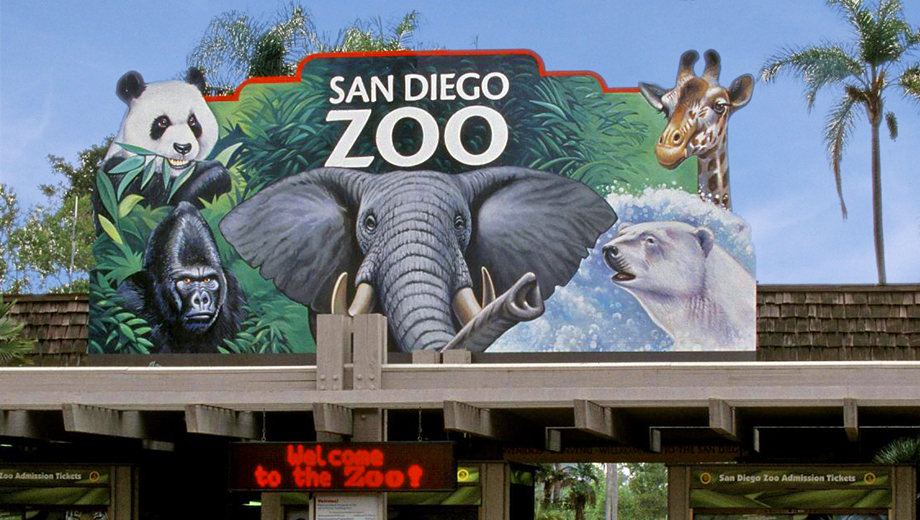 SAN DIEGO
ZOO
Welcome
to the Zoo!
Zoo Admission Tickets
San Diego Zoo Admission Tickets